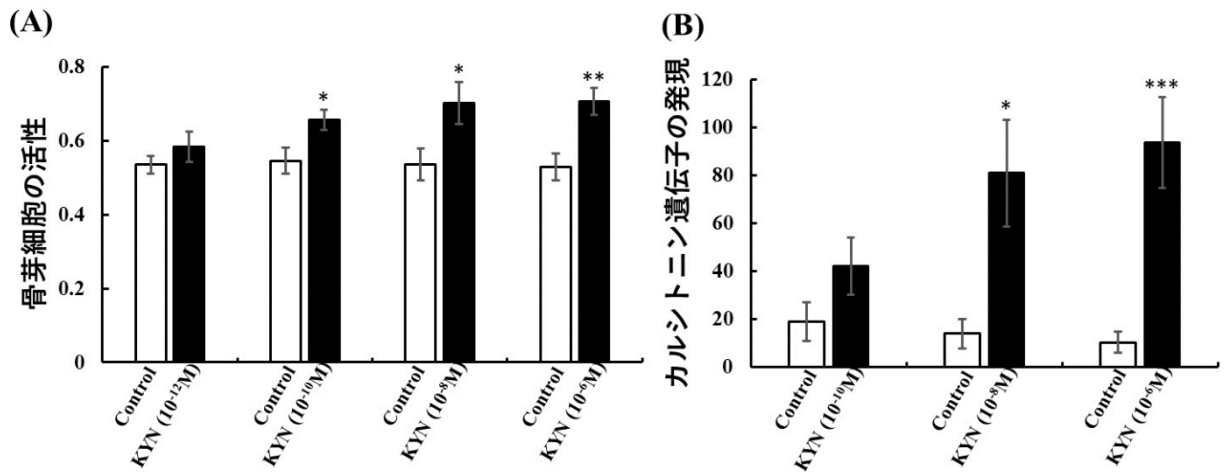 (A)
骨芽細胞の活性
0.8
0.6
0.4
0.2
0
*
*
**
Control
KYN (10⁻¹²M)
Control
KYN (10⁻¹⁰M)
Control
KYN (10⁻⁸M)
Control
KYN (10⁻⁶M)
(B)
カルシトニン遺伝子の発現
120
100
80
60
40
20
0
*
***
Control
KYN (10⁻¹⁰M)
Control
KYN (10⁻⁸M)
Control
KYN (10⁻⁶M)